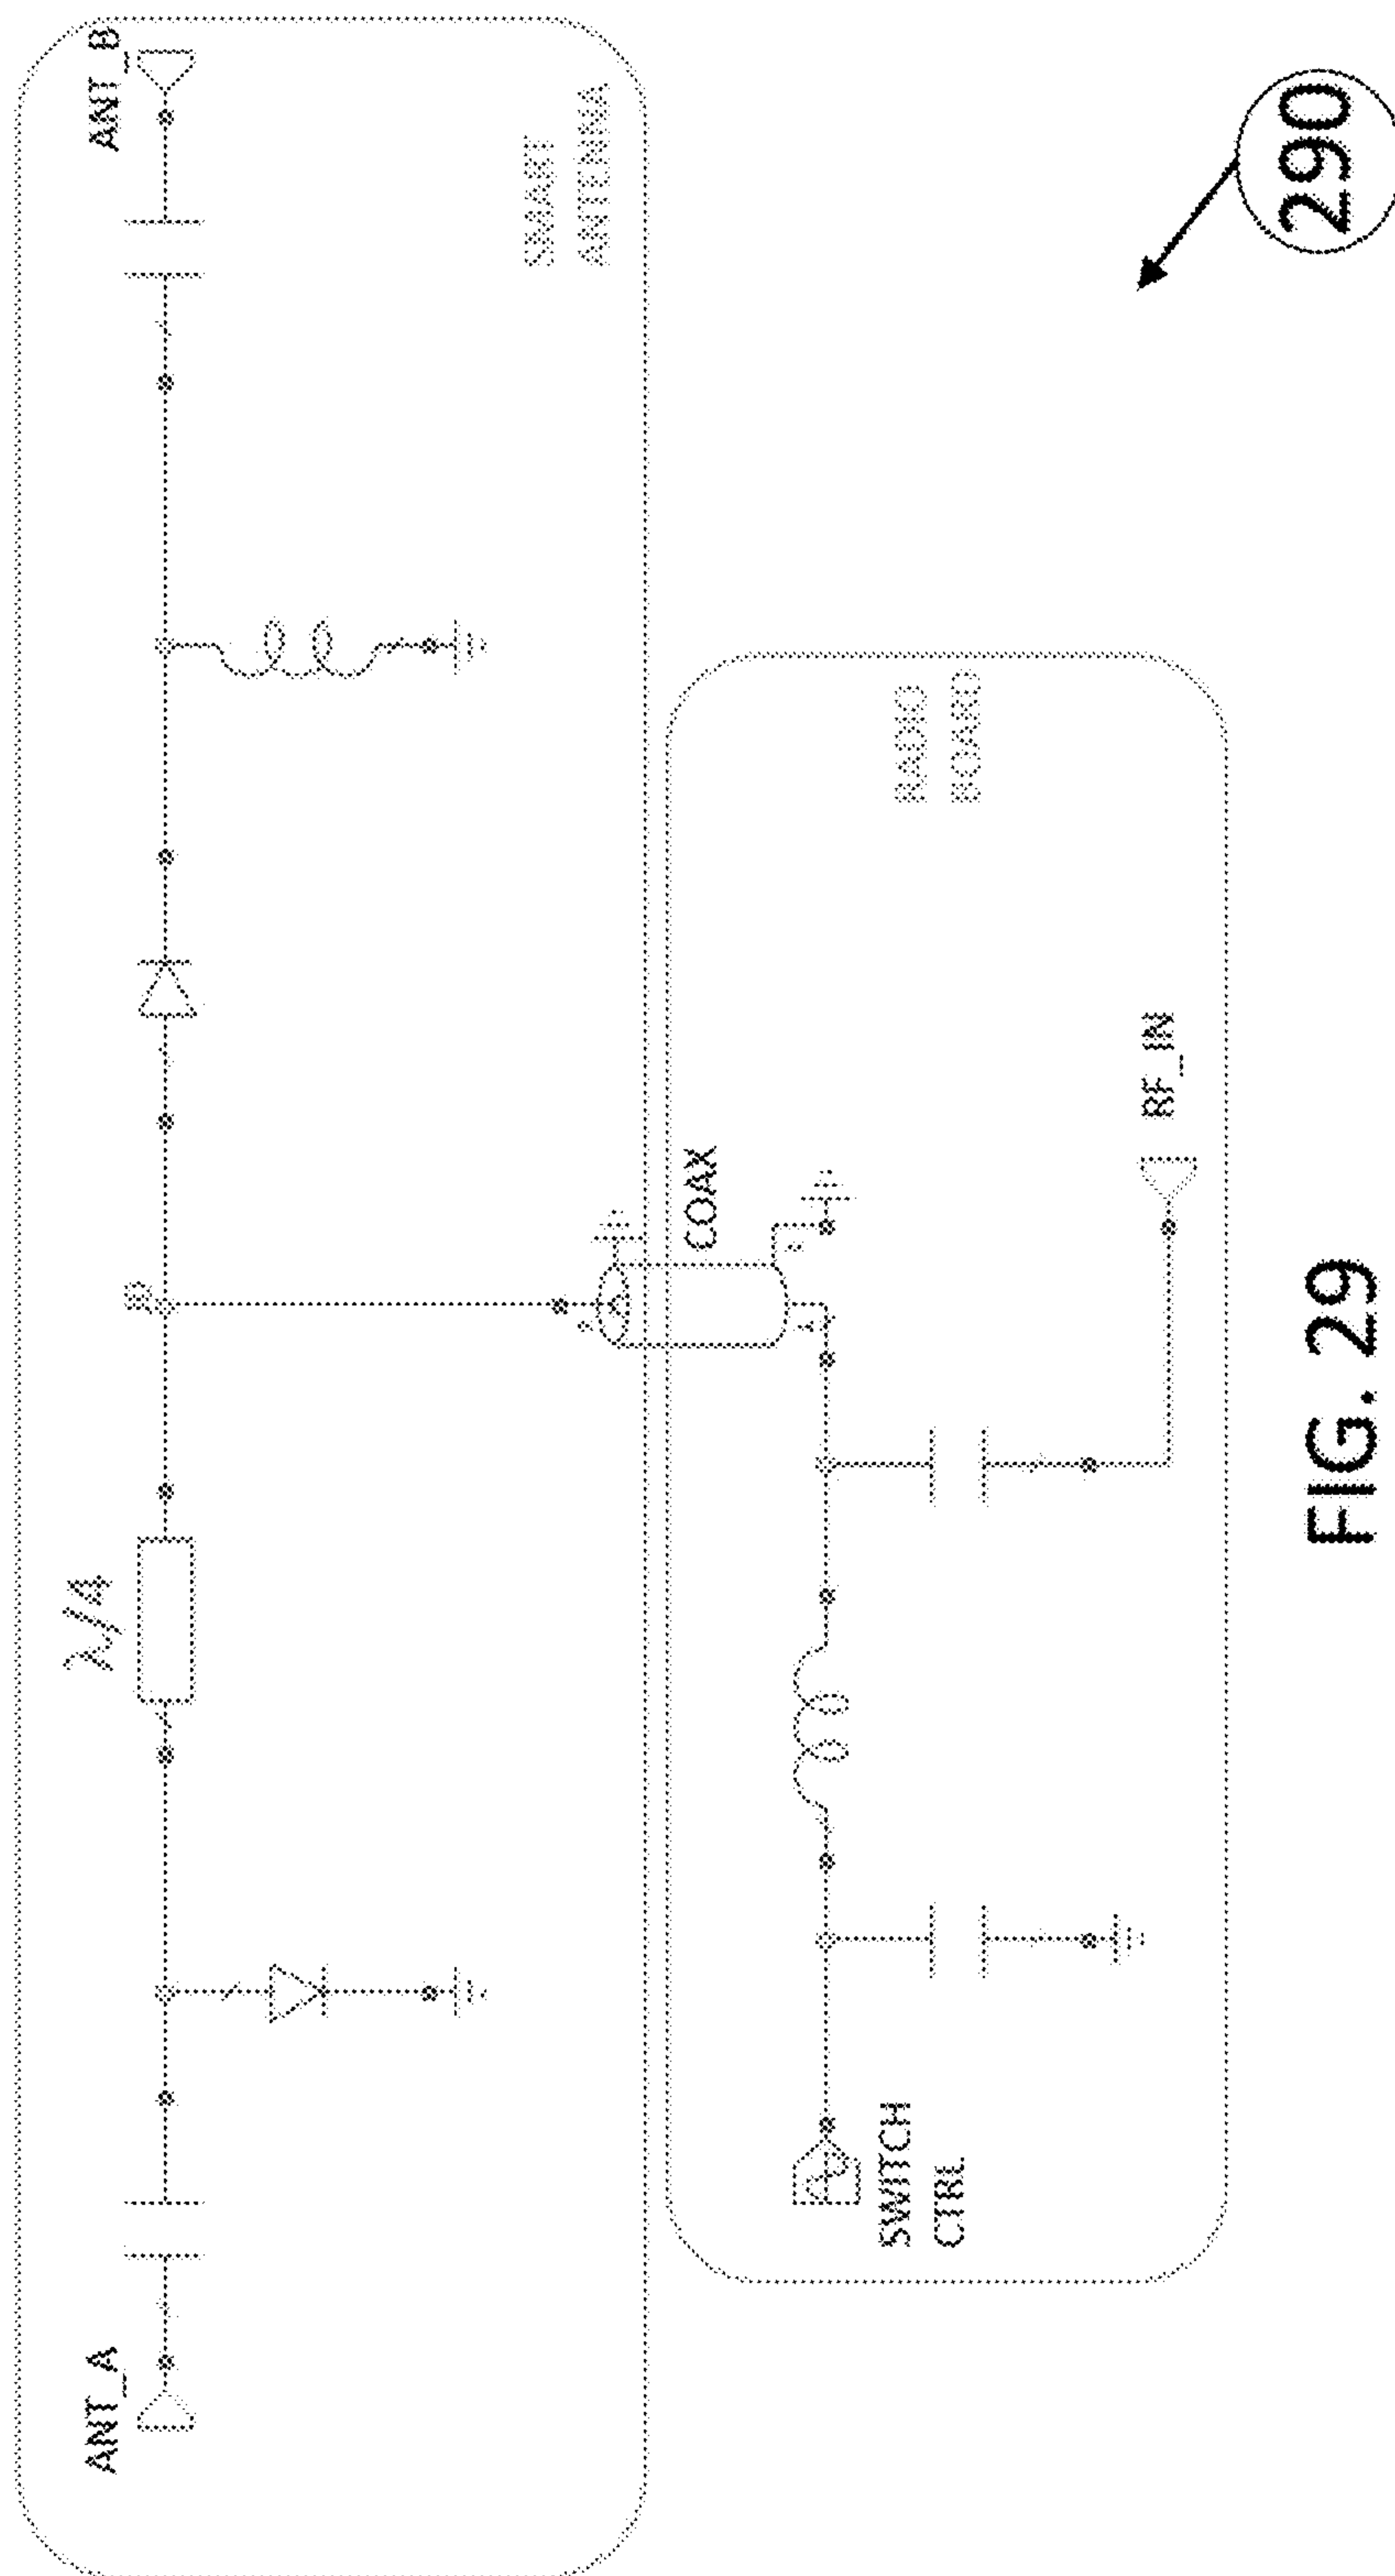 ANT_A
λ/4
ANT_B
SMART
ANTENNA
COAX
SWITCH
CTRL
RADIO
BOARD
RF_IN
290
FIG. 29